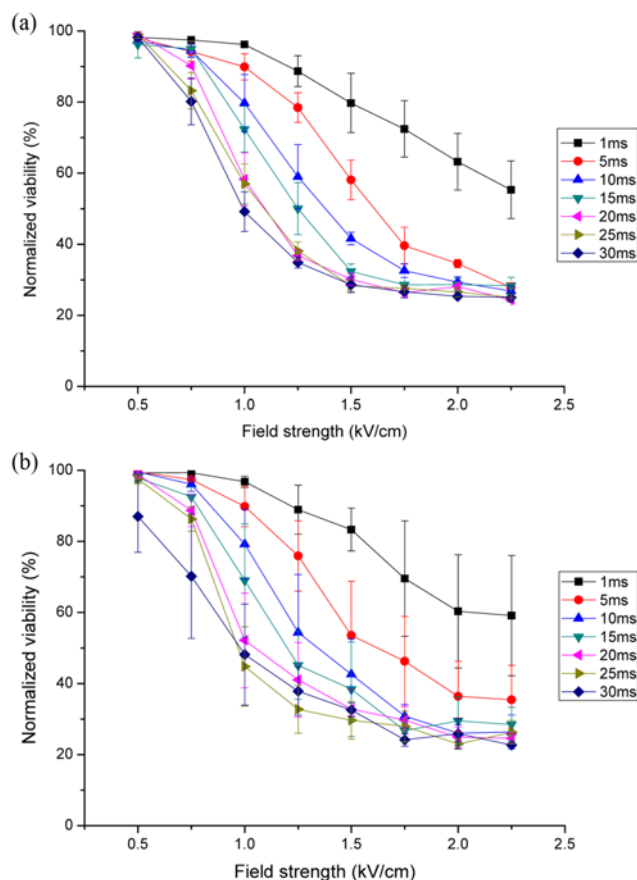 (a)
100
80
60
40
20
0
Normalized viability (%)
0.5 1.0 1.5 2.0 2.5
Field strength (kV/cm)
1ms
5ms
10ms
15ms
20ms
25ms
30ms
(b)
100
80
60
40
20
0
Normalized viability (%)
0.5 1.0 1.5 2.0 2.5
Field strength (kV/cm)
1ms
5ms
10ms
15ms
20ms
25ms
30ms